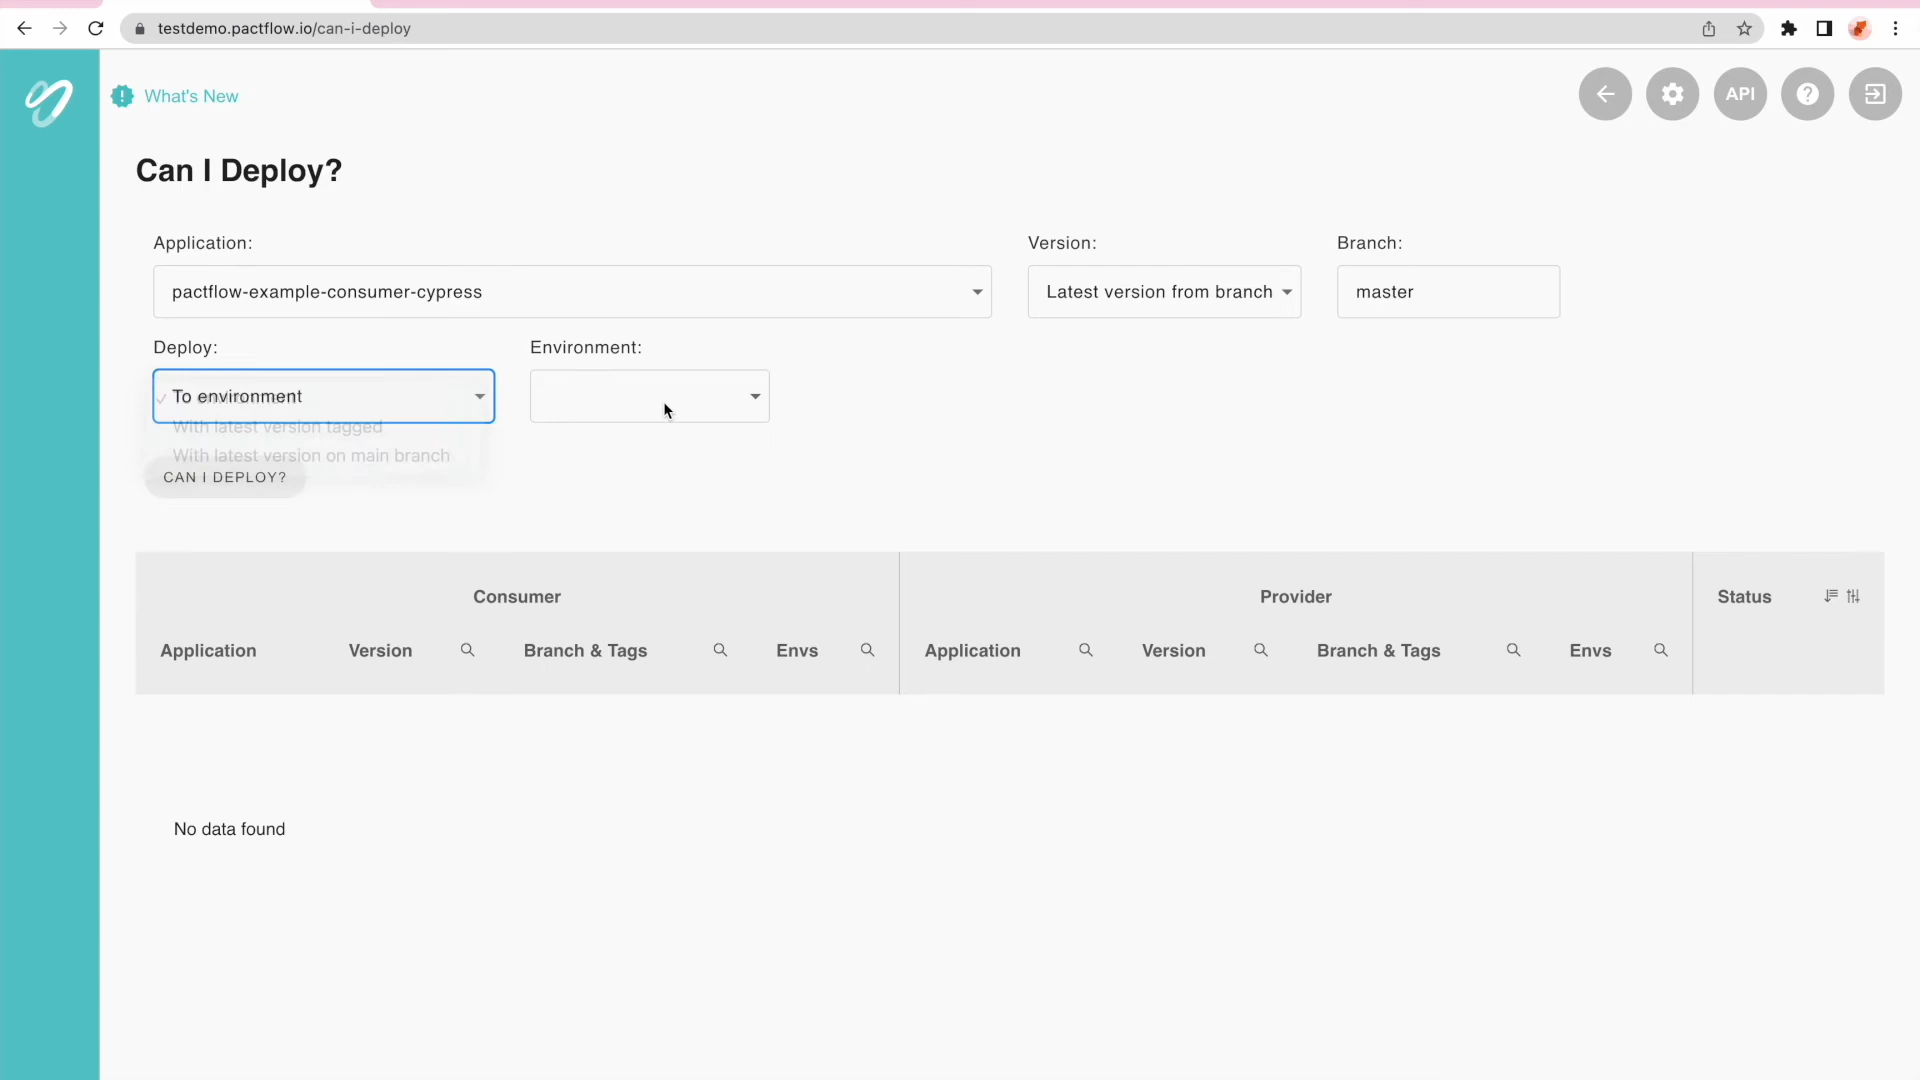 testdemo.pactflow.io/can-i-deploy
What's New
API
Can I Deploy?
Application:
Version:
Branch:
pactflow-example-consumer-cypress
Latest version from branch
master
Deploy:
Environment:
To environment
With latest version tagged
With latest version on main branch
CAN I DEPLOY?
Consumer
Provider
Status
Application
Version
Branch & Tags
Envs
Application
Version
Branch & Tags
Envs
No data found